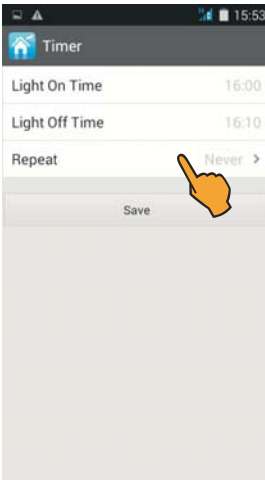 15:53
Timer
Light On Time 16:00
Light Off Time 16:10
Repeat Never >
Save